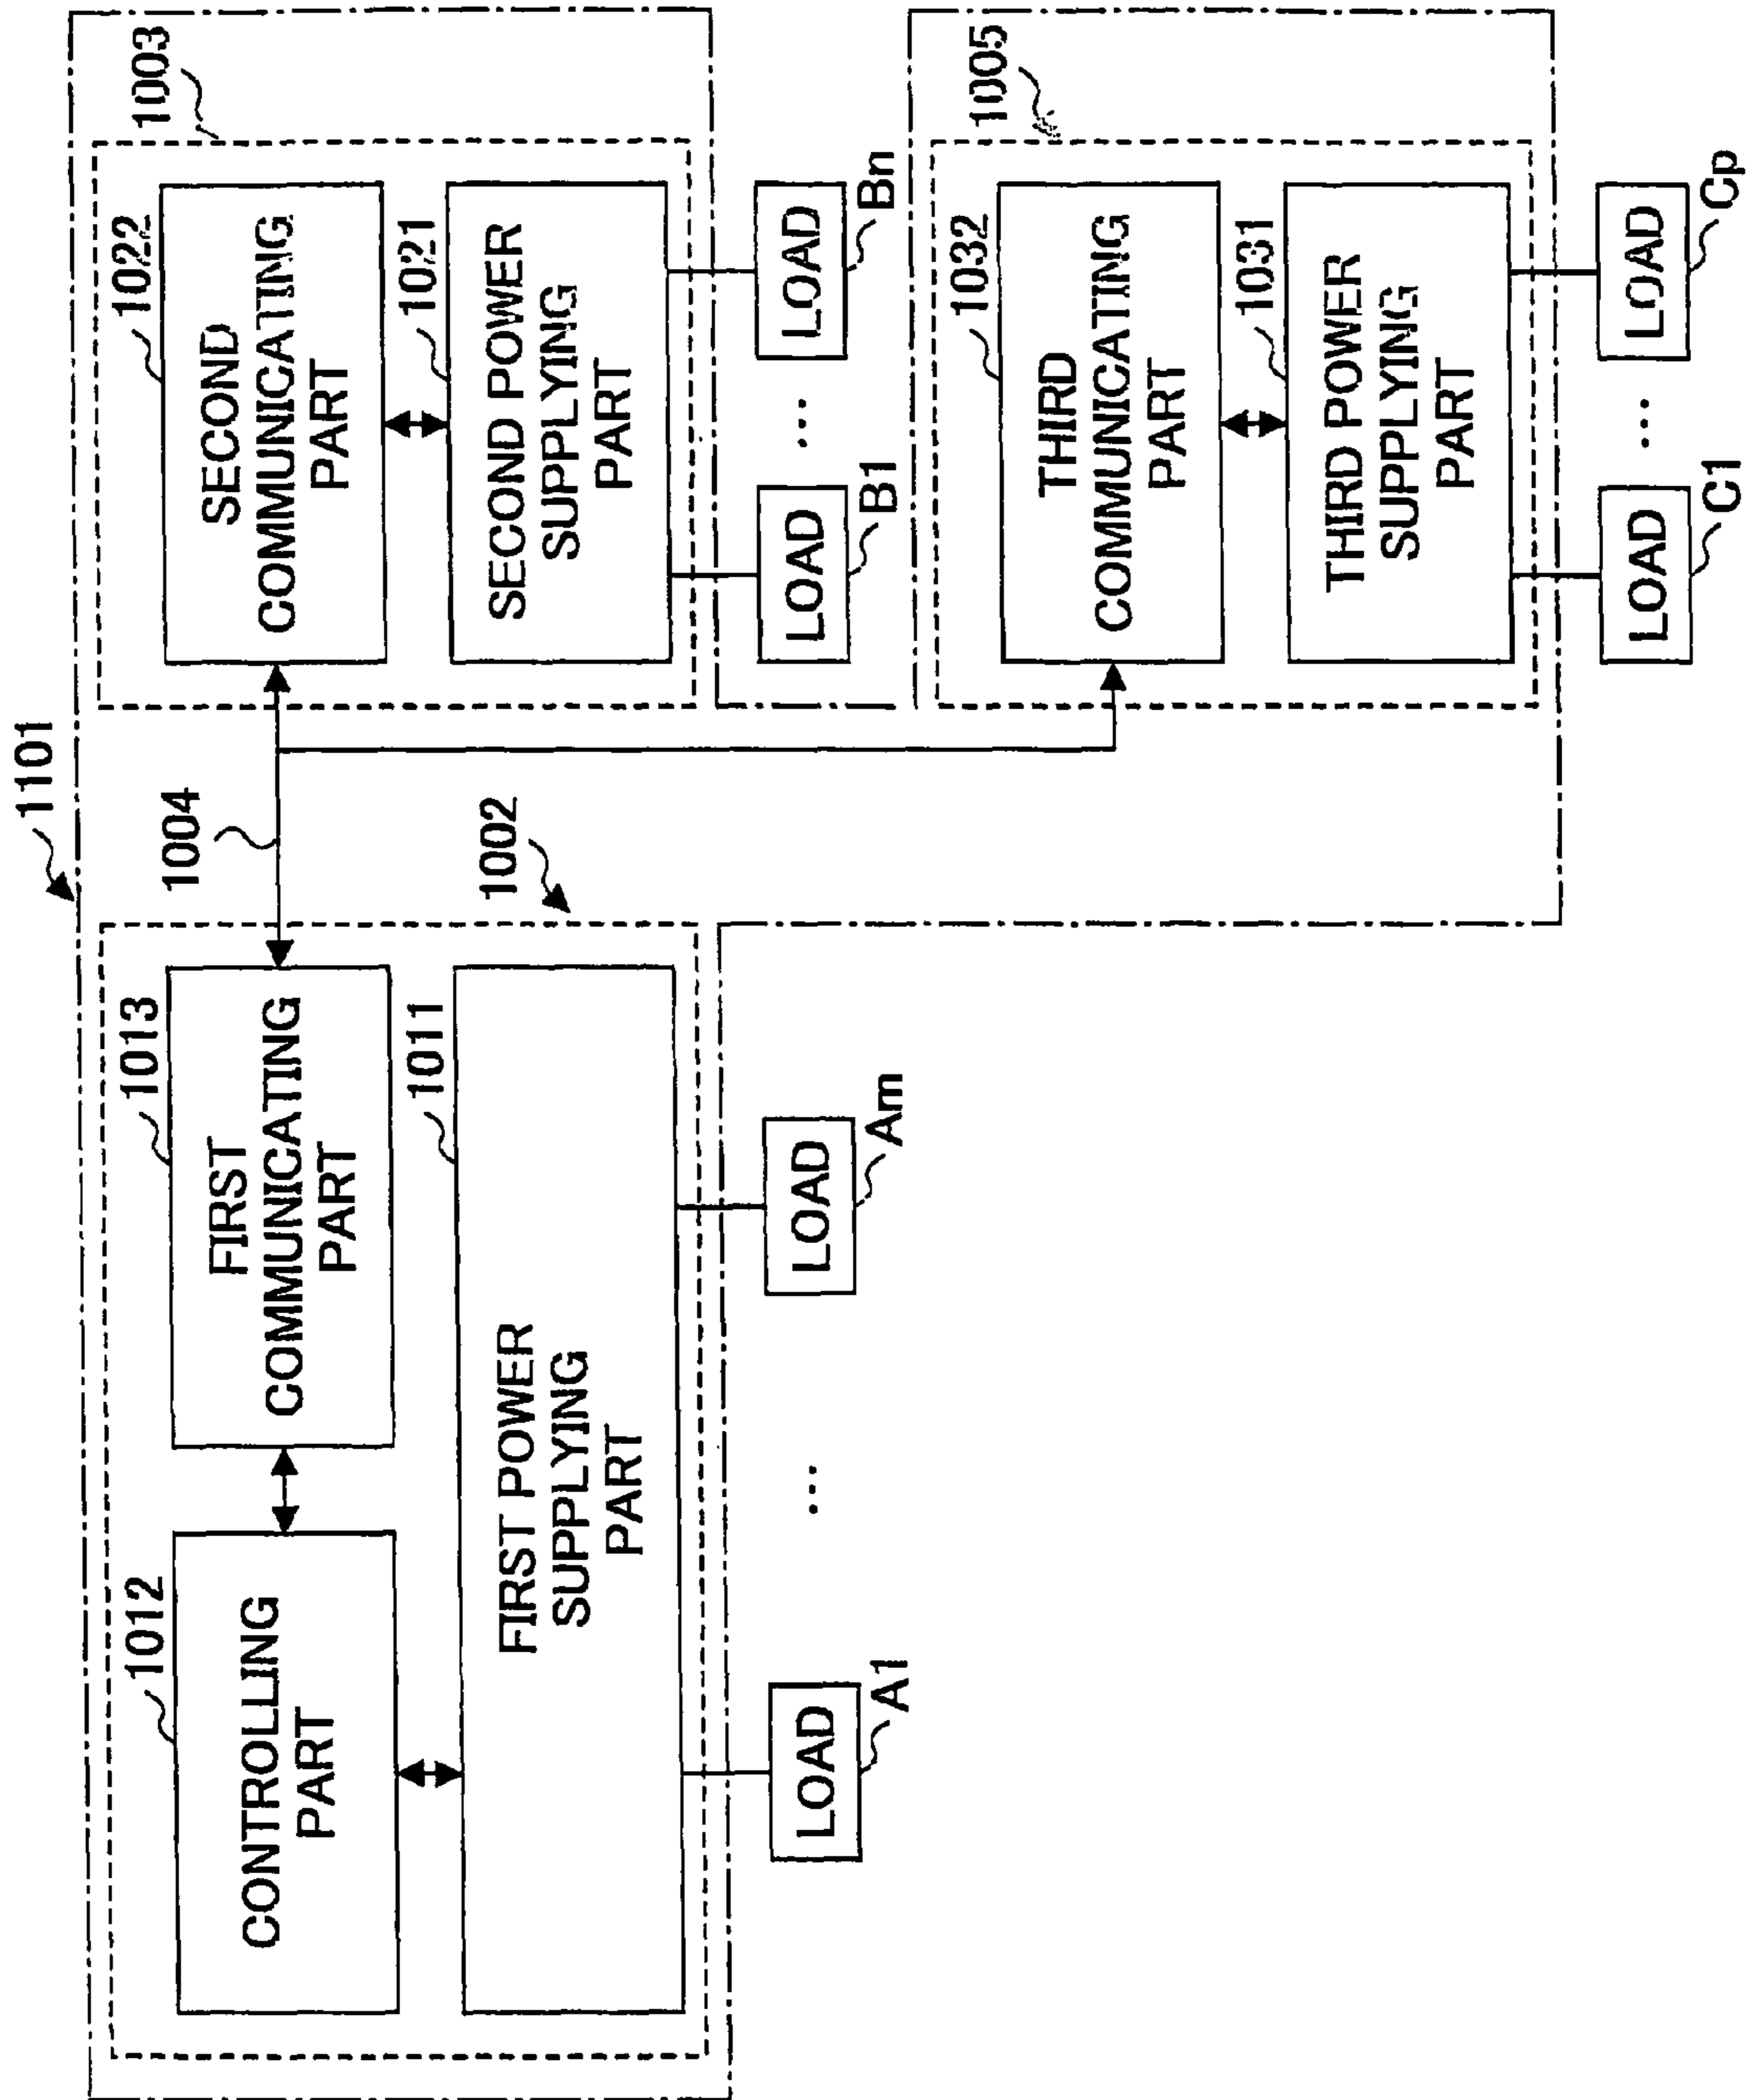 1101
1012
CONTROLLING
PART
1013
FIRST
COMMUNICATING
PART
1004
1002
1011
FIRST POWER
SUPPLYING
PART
LOAD
A1
...
LOAD
Am
1003
1022
SECOND
COMMUNICATING
PART
1021
SECOND POWER
SUPPLYING
PART
LOAD
B1
...
LOAD
Bn
1005
1032
THIRD
COMMUNICATING
PART
1031
THIRD POWER
SUPPLYING
PART
LOAD
C1
...
LOAD
Cp